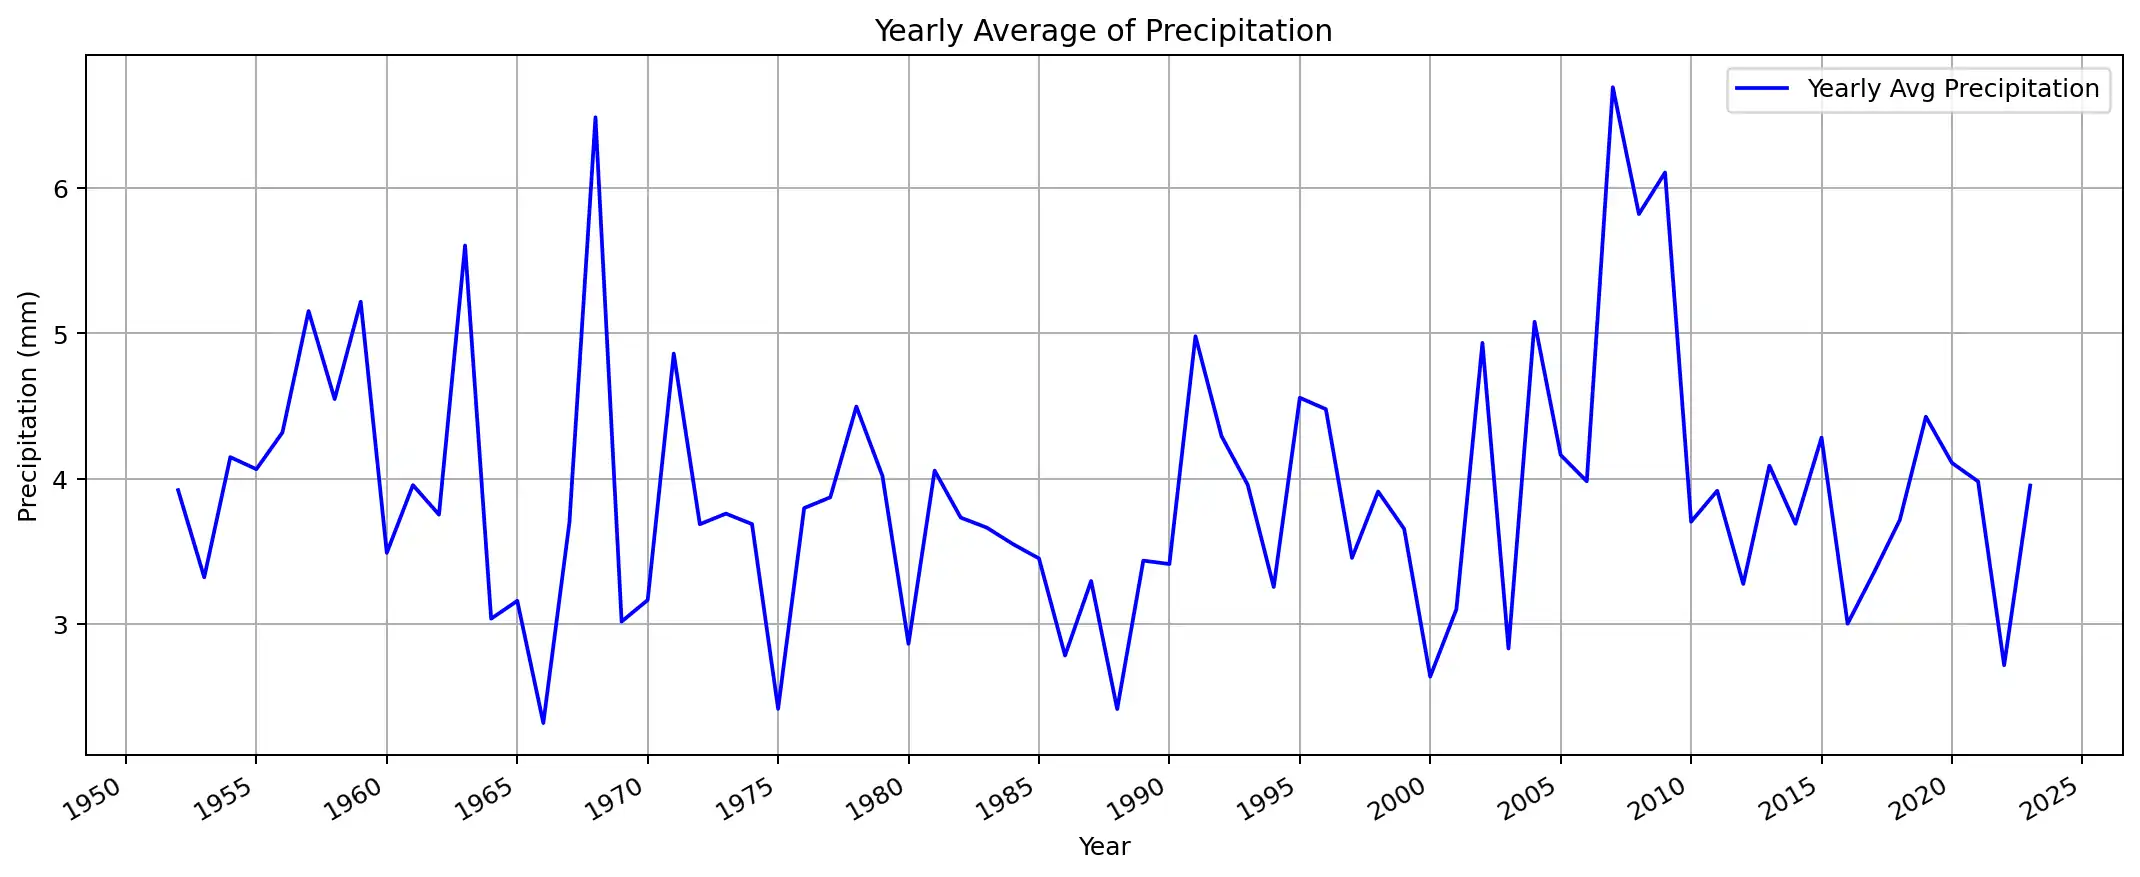 Yearly Average of Precipitation
Yearly Avg Precipitation
Precipitation (mm)
6
5
4
3
1950 1955 1960 1965 1970 1975 1980 1985 1990 1995 2000 2005 2010 2015 2020 2025
Year